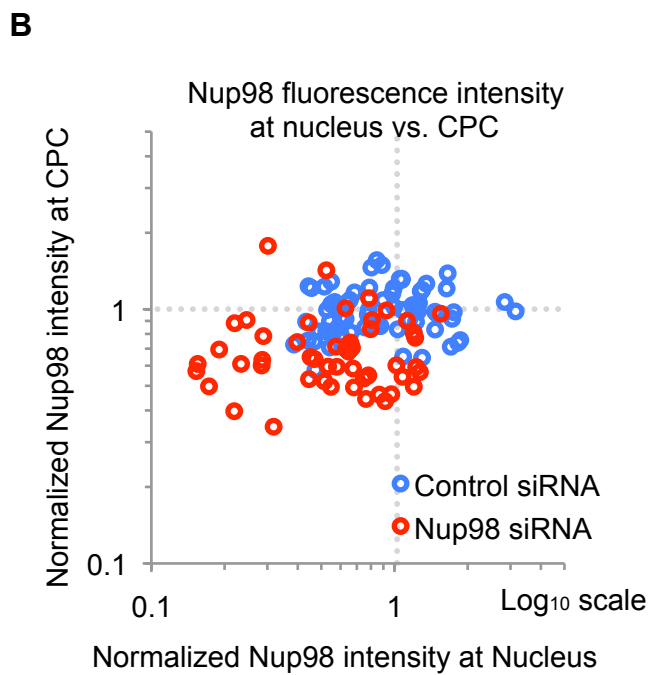 B
Nup98 fluorescence intensity
at nucleus vs. CPC
Normalized Nup98 intensity at CPC
1
Control siRNA
Nup98 siRNA
0.1
0.1
1
Log₁₀ scale
Normalized Nup98 intensity at Nucleus